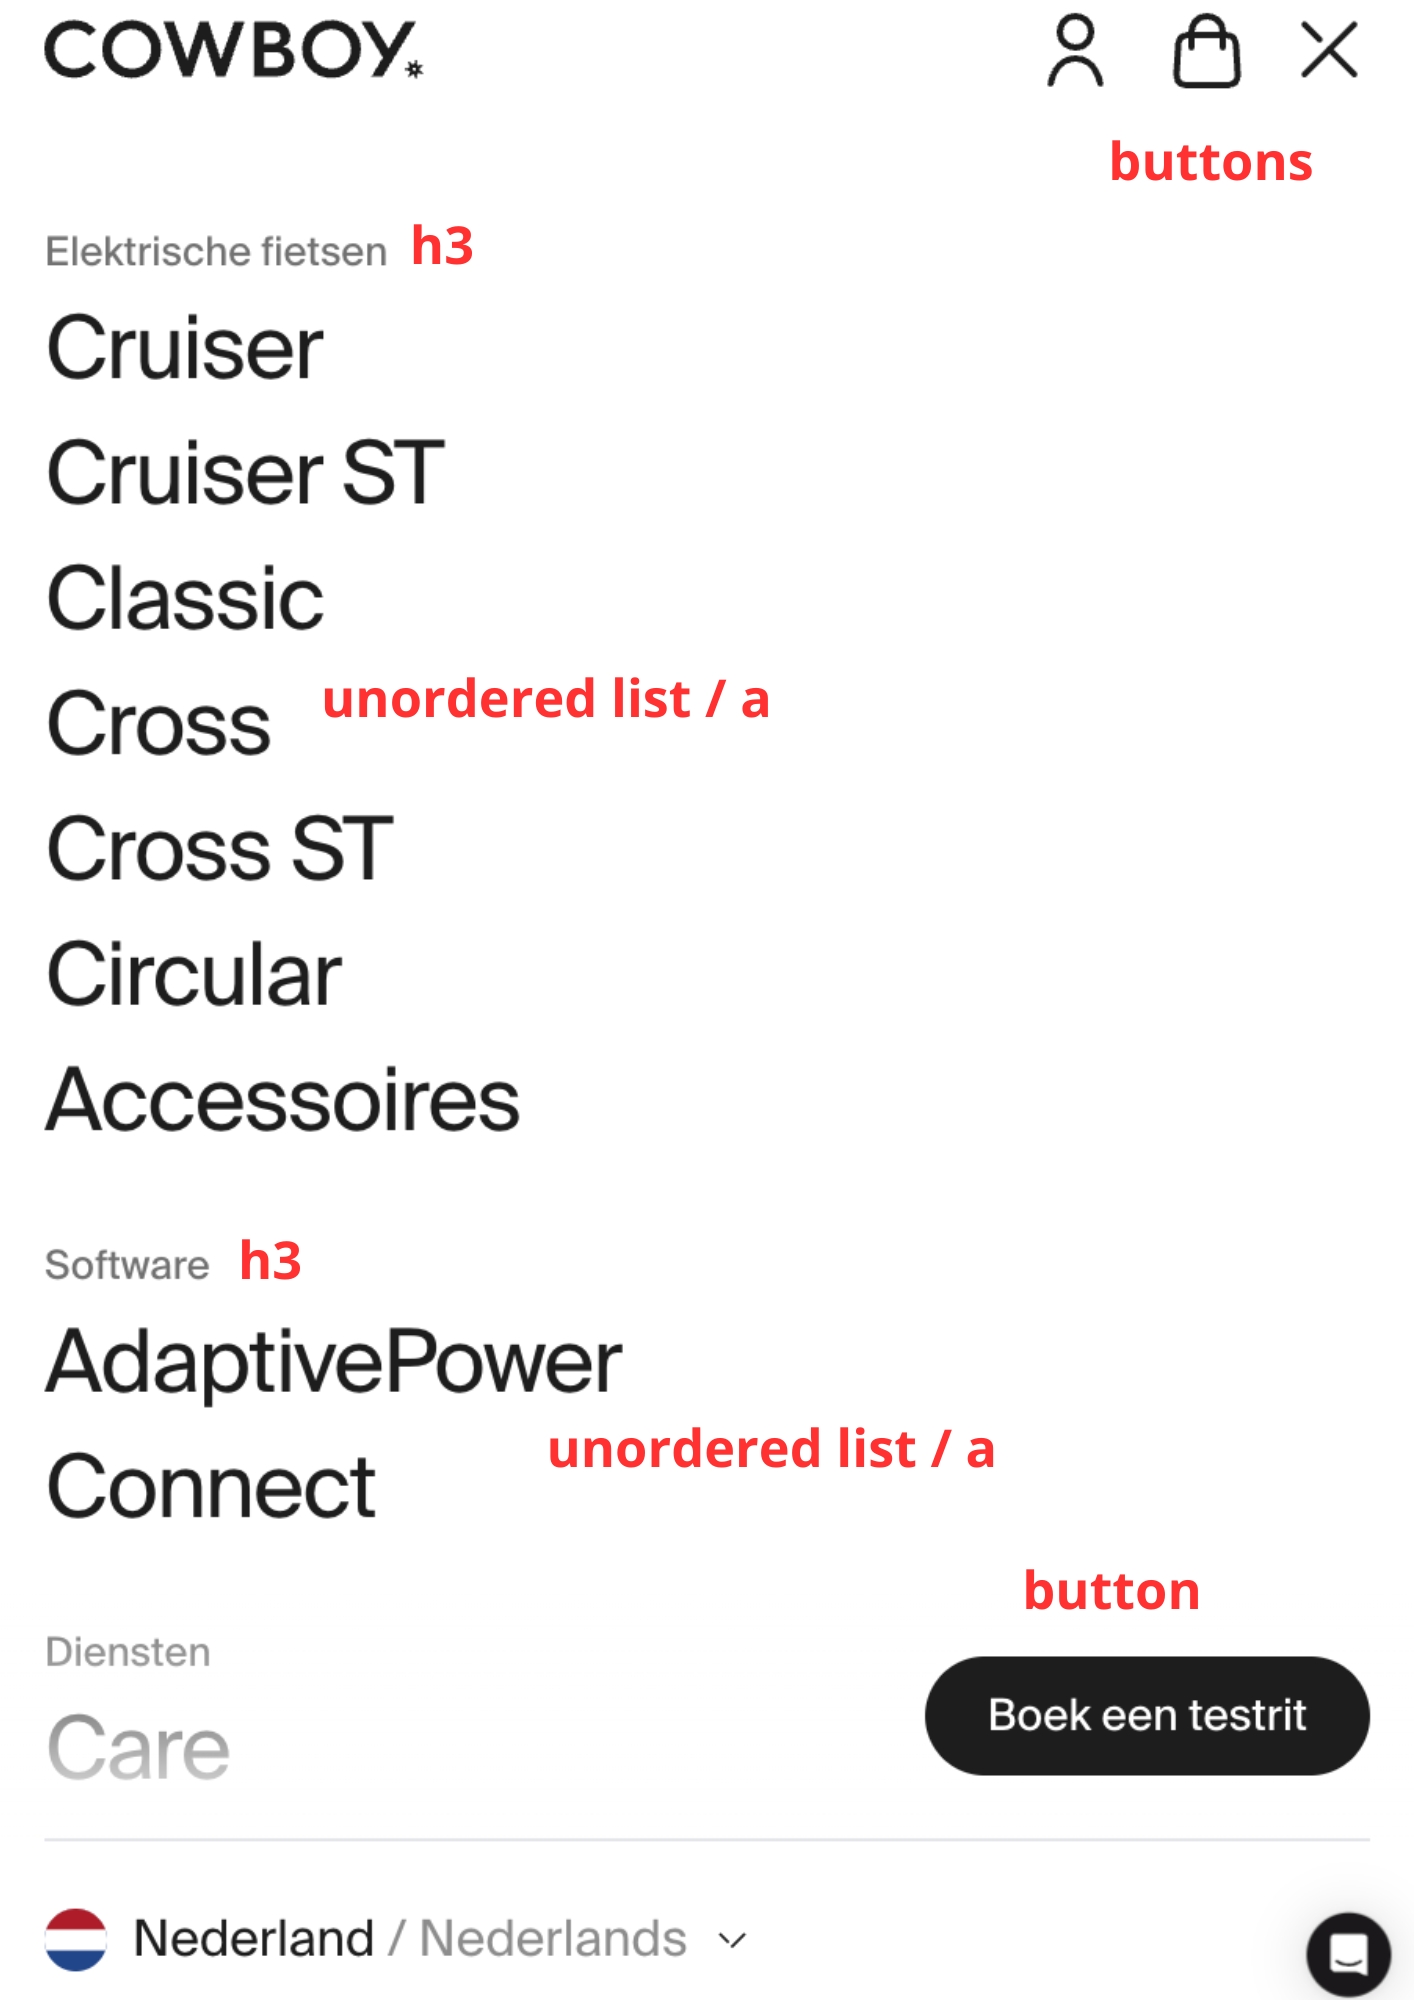 COWBOY*
buttons
Elektrische fietsen h3
Cruiser
Cruiser ST
Classic
Cross unordered list / a
Cross ST
Circular
Accessoires
Software h3
AdaptivePower
unordered list / a
Connect
button
Diensten
Boek een testrit
Care
Nederland / Nederlands